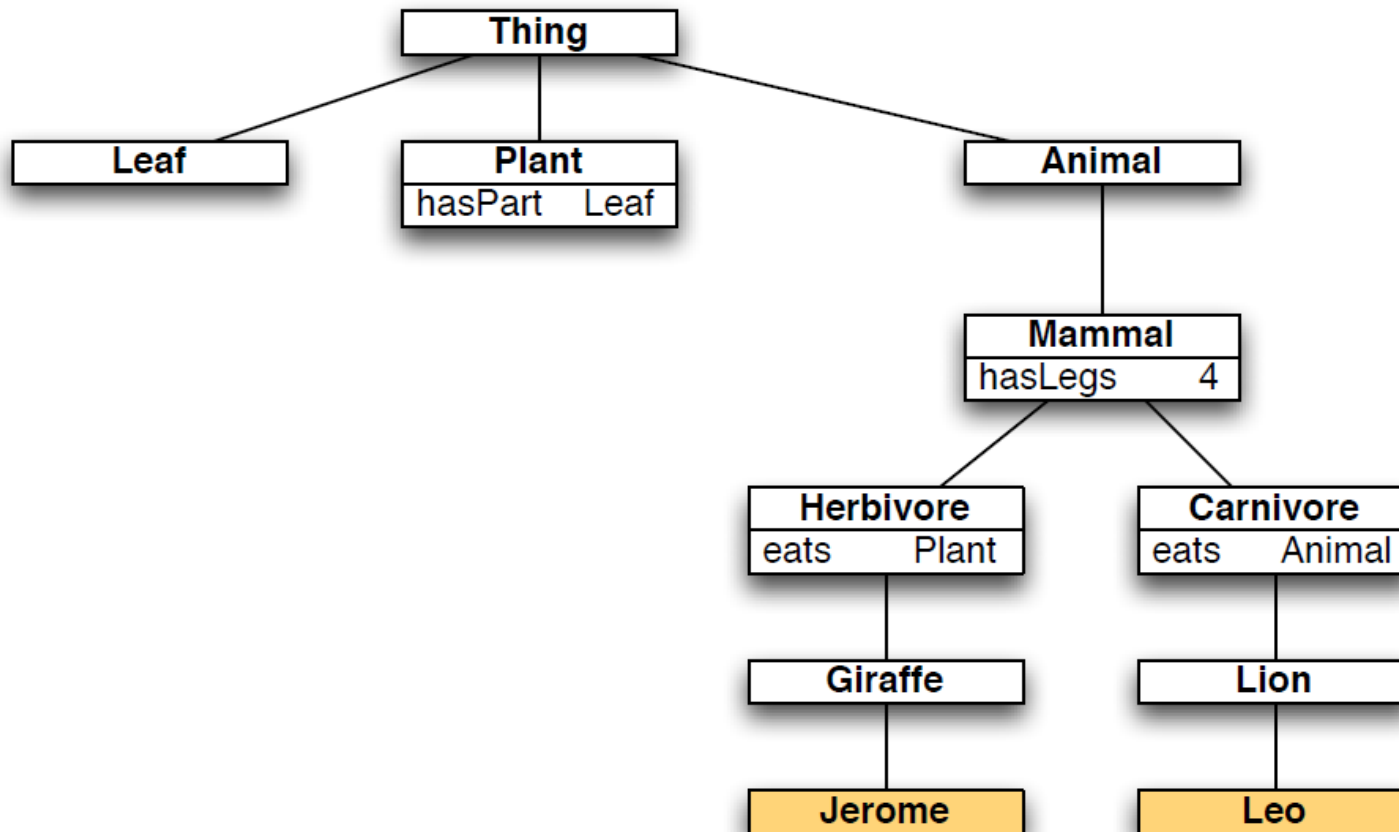 Thing
Leaf
Plant
Animal
hasPart Leaf
Mammal
hasLegs 4
Herbivore
Carnivore
eats Plant
eats Animal
Giraffe
Lion
Jerome
Leo